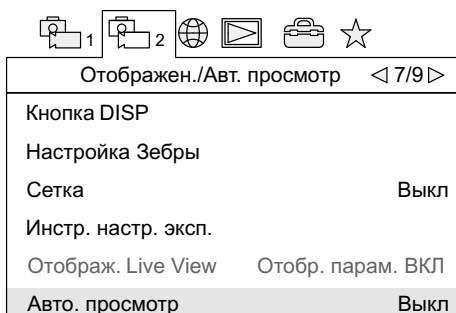 1 2
Отображен./Авт. просмотр 7/9
Кнопка DISP
Настройка Зебры
Сетка Выкл
Инстр. настр. эксп.
Отображ. Live View Отобр. парам. ВКЛ
Авто. просмотр Выкл